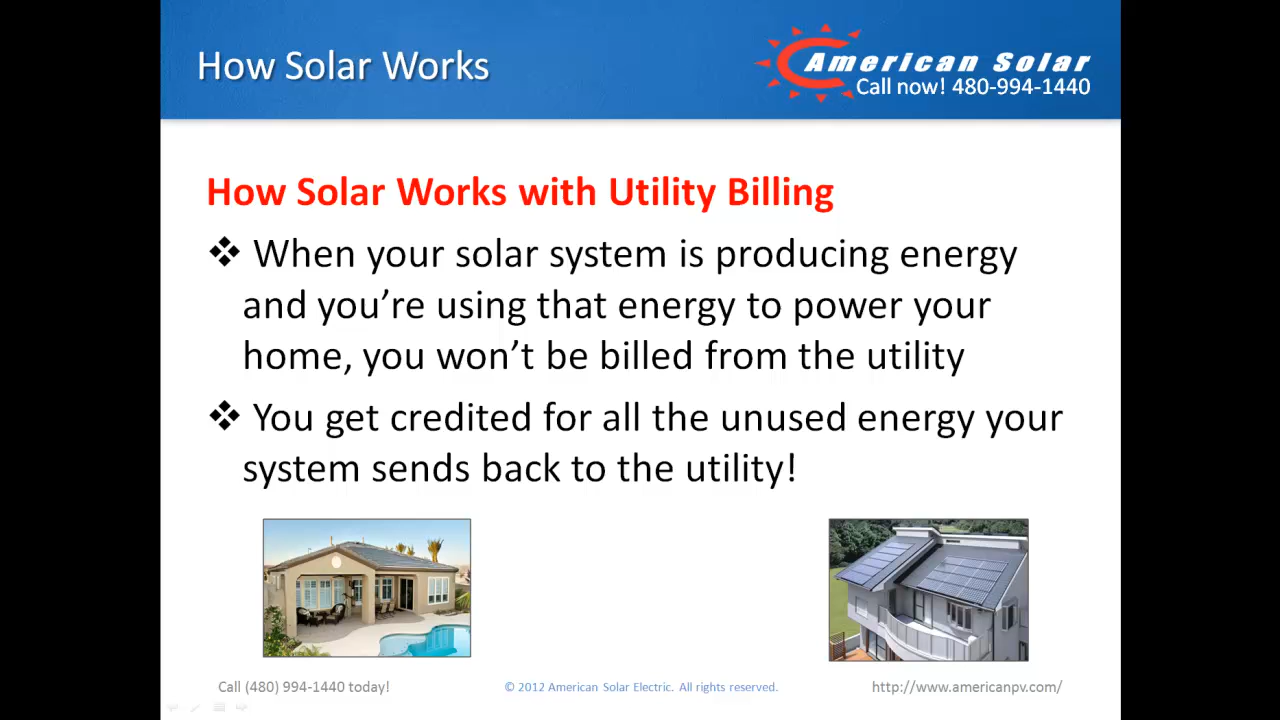 How Solar Works
American Solar
Call now! 480-994-1440
How Solar Works with Utility Billing
❖ When your solar system is producing energy
and you’re using that energy to power your
home, you won’t be billed from the utility
❖ You get credited for all the unused energy your
system sends back to the utility!
Call (480) 994-1440 today!
© 2012 American Solar Electric. All rights reserved.
http://www.americanpv.com/